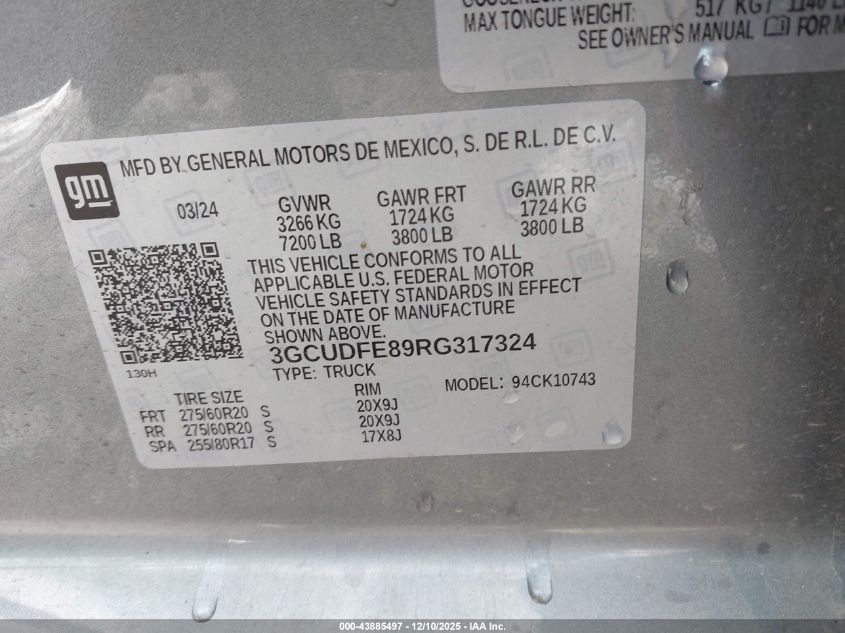 MAX TONGUE WEIGHT: 517 KG / 1140 L
SEE OWNER'S MANUAL FOR M
gm
MFD BY GENERAL MOTORS DE MEXICO, S. DE R.L. DE C.V.
03/24 GVWR GAWR FRT GAWR RR
3266 KG 1724 KG 1724 KG
7200 LB 3800 LB 3800 LB
THIS VEHICLE CONFORMS TO ALL
APPLICABLE U.S. FEDERAL MOTOR
VEHICLE SAFETY STANDARDS IN EFFECT
ON THE DATE OF MANUFACTURE
SHOWN ABOVE.
3GCUDFE89RG317324
130H
TYPE: TRUCK MODEL: 94CK10743
TIRE SIZE RIM
FRT 275/60R20 S 20X9J
RR 275/60R20 S 20X9J
SPA 255/80R17 S 17X8J
000-43885497 - 12/10/2025 - IAA Inc.